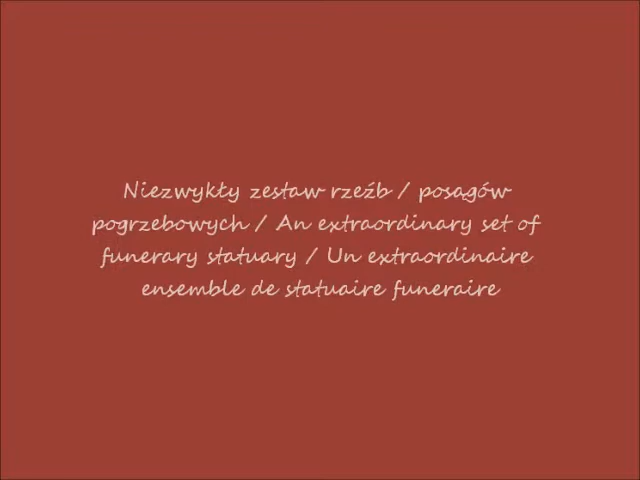 Niezwykły zestaw rzeźb / posągów
pogrzebowych / An extraordinary set of
funerary statuary / Un extraordinaire
ensemble de statuaire funeraire